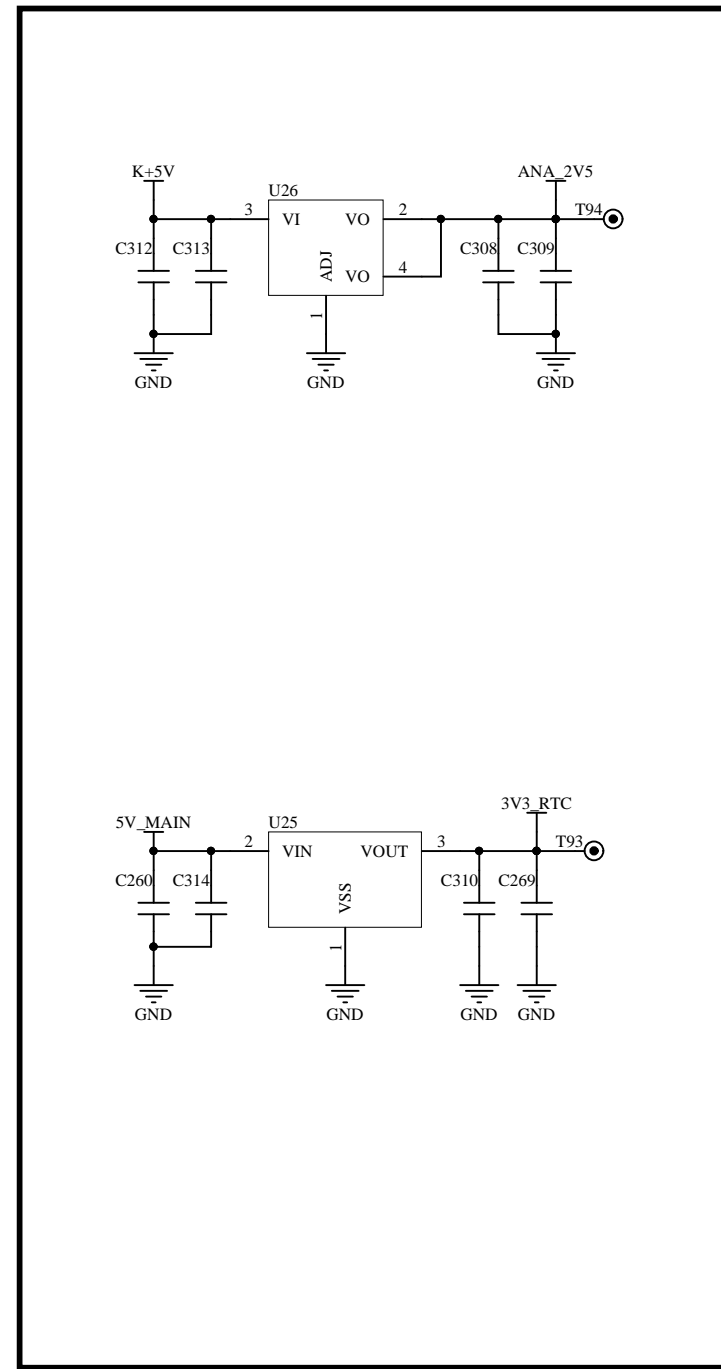 K+5V
ANA_2V5
U26
T94
3 VI VO 2
C312 C313 C308 C309
ADJ VO 4
1
GND GND GND
3V3_RTC
5V_MAIN U25
T93
2 VIN VOUT 3
C260 C314 C310 C269
VSS
1
GND GND GND GND